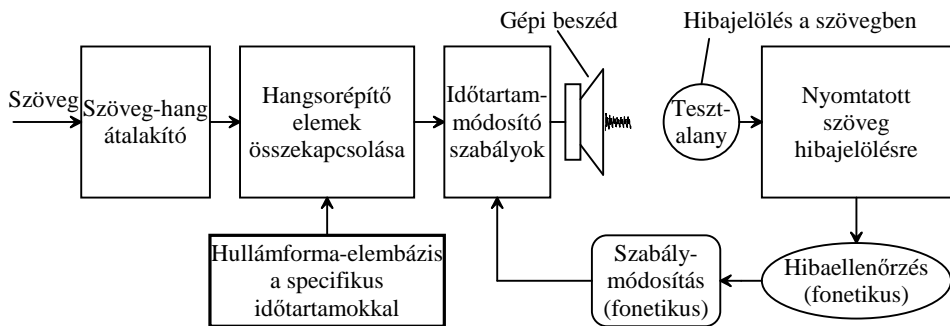 Gépi beszéd
Hibajelölés a szövegben
Szöveg
Szöveg-hang
átalakító
Hangsorépítő
elemek
összekapcsolása
Időtartam-
módosító
szabályok
Teszt-
alany
Nyomtatott
szöveg
hibajelölésre
Hullámforma-elembázis
a specifikus
időtartamokkal
Szabály-
módosítás
(fonetikus)
Hibaellenőrzés
(fonetikus)